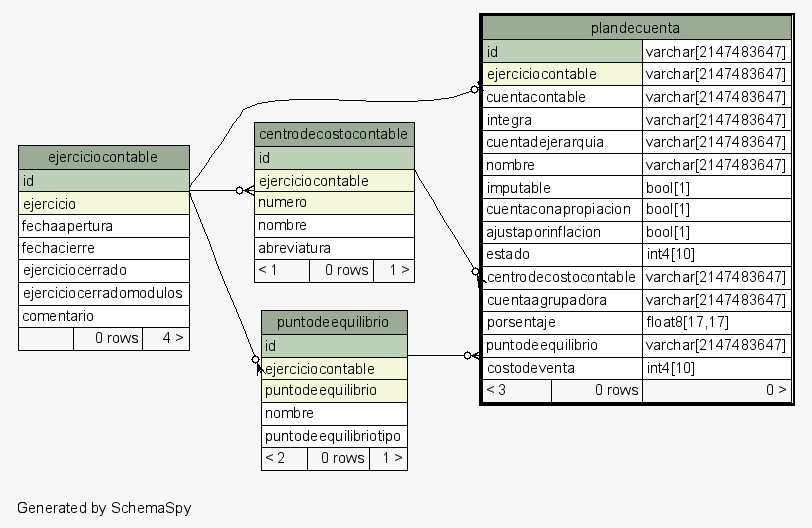 plandecuenta
id varchar[2147483647]
ejerciciocontable varchar[2147483647]
cuentacontable varchar[2147483647]
integra varchar[2147483647]
cuentadejerarquia varchar[2147483647]
nombre varchar[2147483647]
imputable bool[1]
cuentaconapropiacion bool[1]
ajustaporinflacion bool[1]
estado int4[10]
centrodecostocontable varchar[2147483647]
cuentaagrupadora varchar[2147483647]
porsentaje float8[17,17]
puntodeequilibrio varchar[2147483647]
costodeventa int4[10]
< 3 0 rows 0 >
centrodecostocontable
id
ejerciciocontable
numero
nombre
abreviatura
< 1 0 rows 1 >
ejerciciocontable
id
ejercicio
fechaapertura
fechacierre
ejerciciocerrado
ejerciciocerradomodulos
comentario
0 rows 4 >
puntodeequilibrio
id
ejerciciocontable
puntodeequilibrio
nombre
puntodeequilibriotipo
< 2 0 rows 1 >
Generated by SchemaSpy